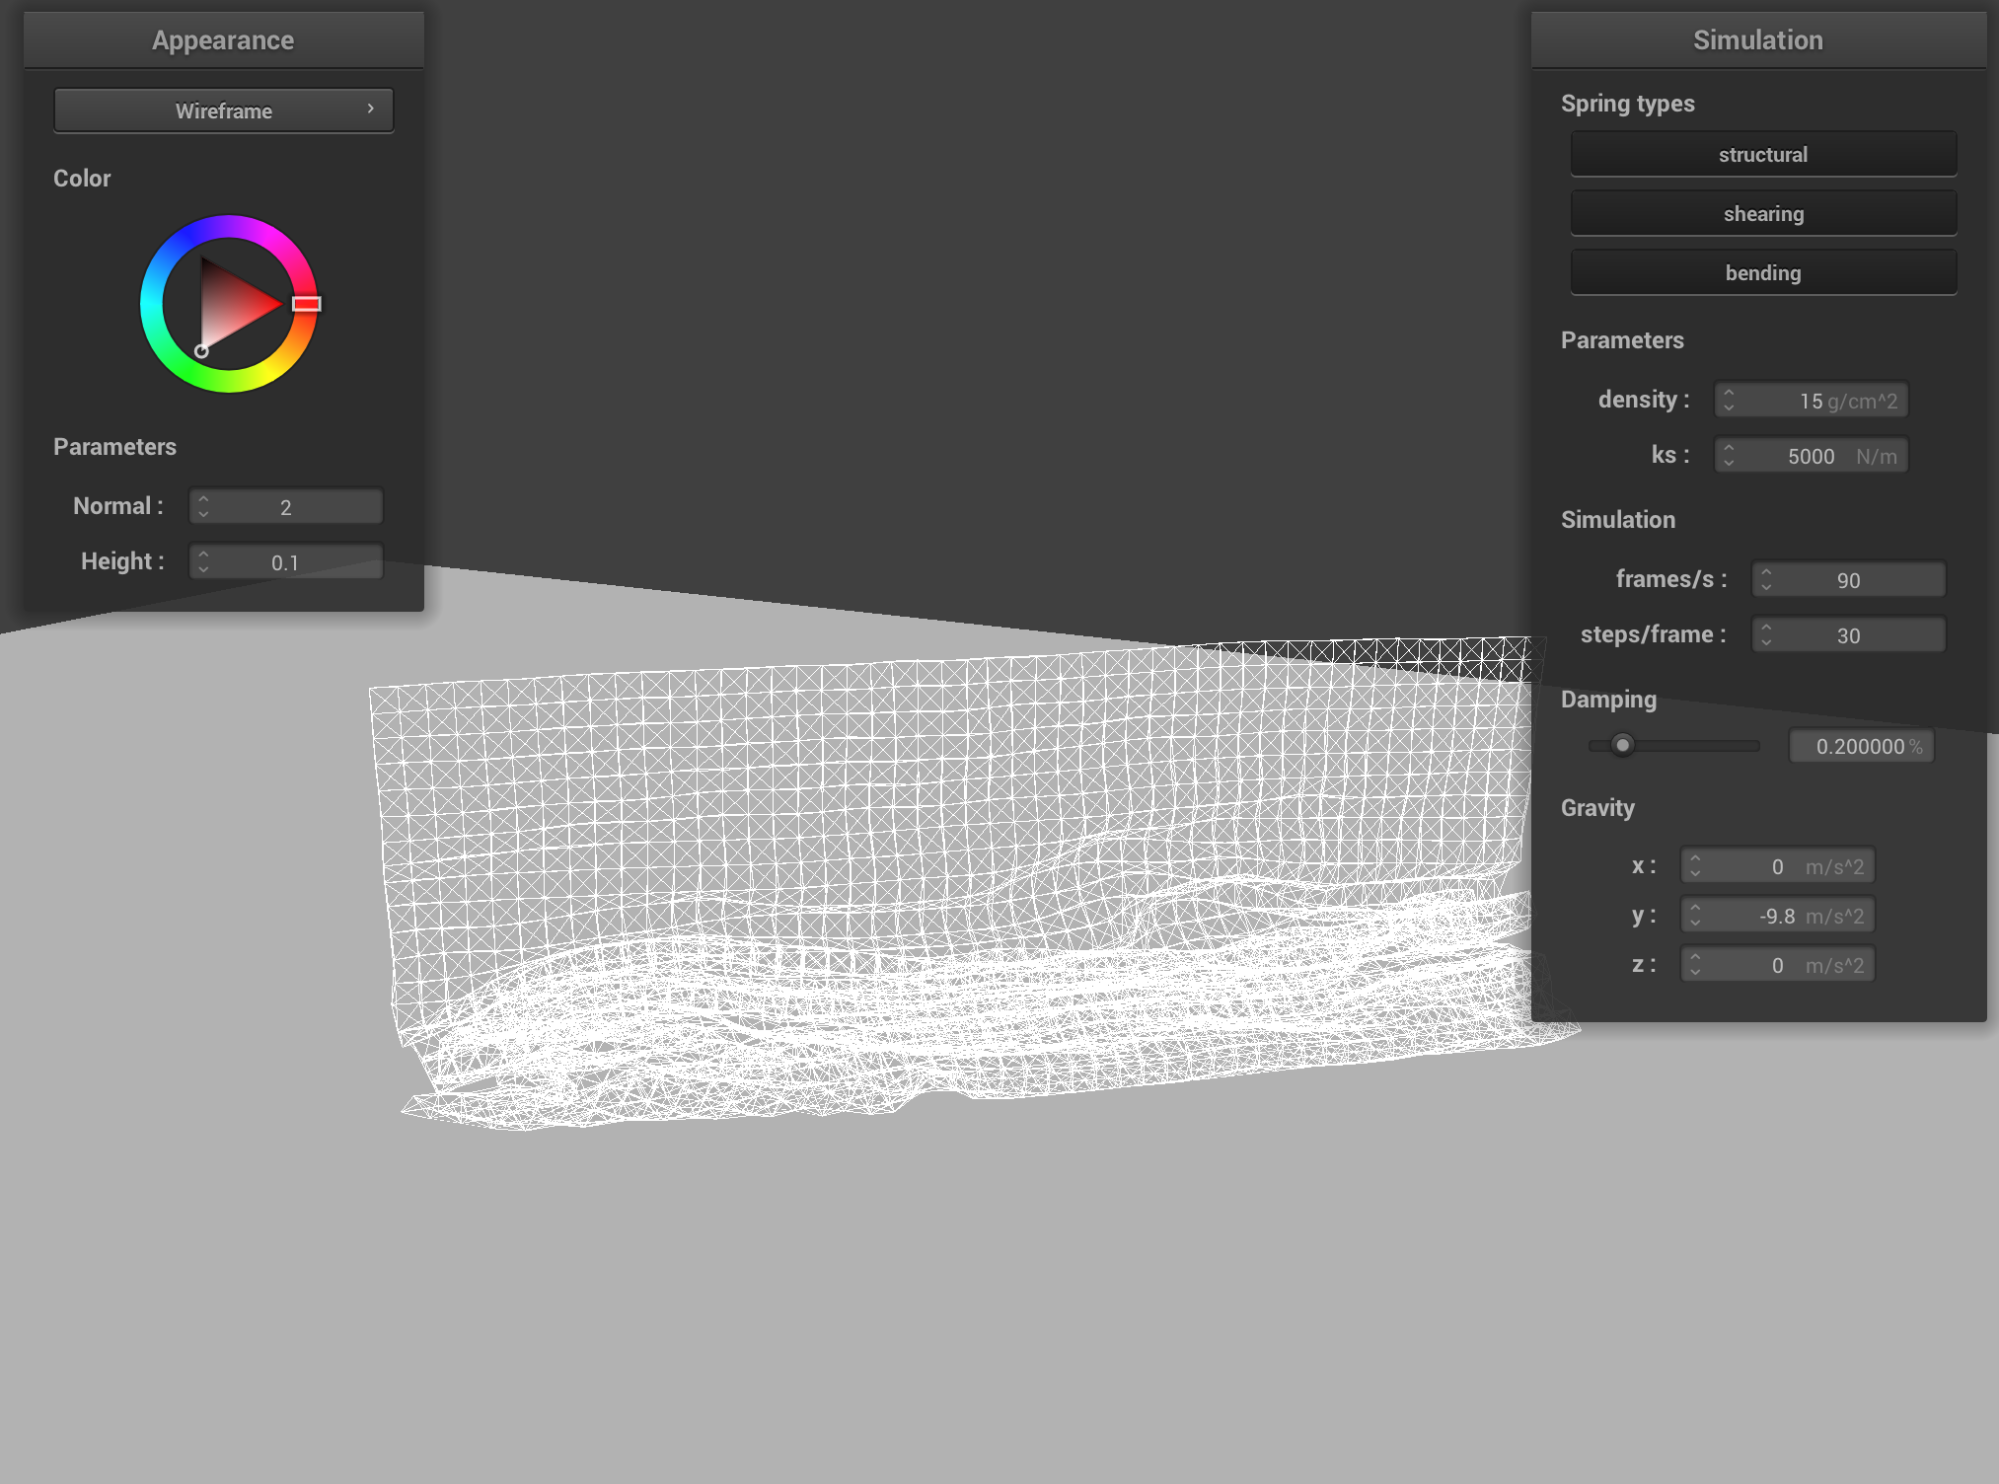 Appearance
Wireframe
Color
Parameters
Normal : 2
Height : 0.1
Simulation
Spring types
structural
shearing
bending
Parameters
density : 15 g/cm^2
ks : 5000 N/m
Simulation
frames/s : 90
steps/frame : 30
Damping
0.200000 %
Gravity
x : 0 m/s^2
y : -9.8 m/s^2
z : 0 m/s^2